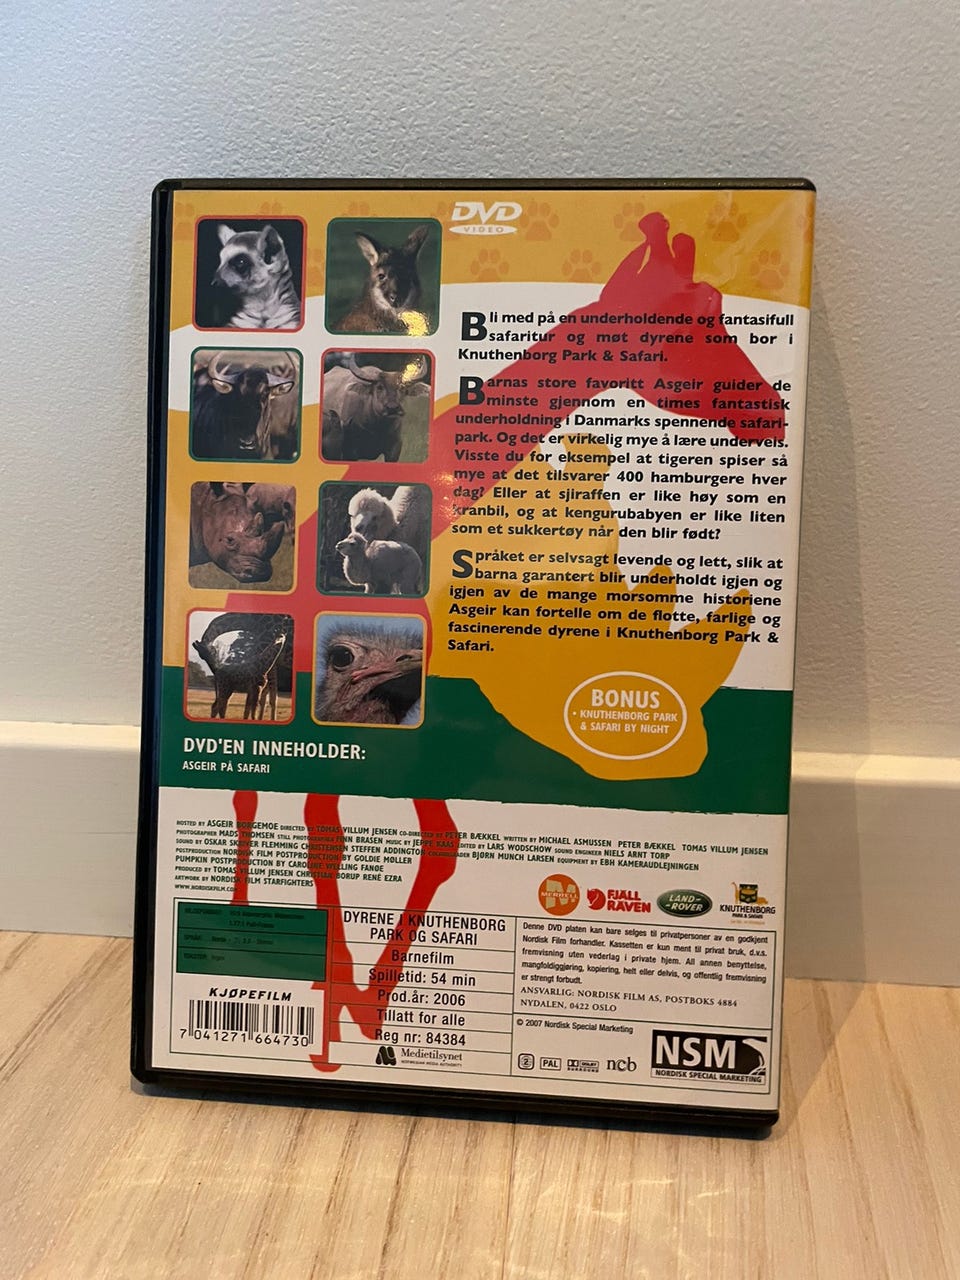 DVD
VIDEO
Bli med på en underholdende og fantasifull
safaritur og møt dyrene som bor i
Knuthenborg Park & Safari.
Barnas store favoritt Asgeir guider de
minste gjennom en times fantastisk
underholdning i Danmarks spennende safari-
park. Og det er virkelig mye å lære underveis.
Visste du for eksempel at tigeren spiser så
mye at det tilsvarer 400 hamburgere hver
dag? Eller at sjiraffen er like høy som en
kranbil, og at kengurubabyen er like liten
som et sukkertøy når den blir født?
Språket er selvsagt levende og lett, slik at
barna garantert blir underholdt igjen og
igjen av de mange morsomme historiene
Asgeir kan fortelle om de flotte, farlige og
fascinerende dyrene i Knuthenborg Park &
Safari.
BONUS
• KNUTHENBORG PARK
& SAFARI BY NIGHT
DVD'EN INNEHOLDER:
ASGEIR PÅ SAFARI
HOSTED BY ASGEIR BORGEMOE DIRECTED BY TOMAS VILLUM JENSEN CO-DIRECTED BY PETER BÆKKEL WRITTEN BY MICHAEL ASMUSSEN PETER BÆKKEL TOMAS VILLUM JENSEN
PHOTOGRAPHER MADS THOMSEN STILL PHOTOGRAPHER FINN BRASEN MUSIC BY JEPPE KAAS EDITED BY LARS WODSCHOW SOUND ENGINEER NIELS ARNT TORP
SOUND BY OSKAR SKRIVER FLEMMING CHRISTENSEN STEFFEN ADDINGTON COLORGRADER BJØRN MUNCH LARSEN EQUIPMENT BY EBH KAMERAUDLEJNINGEN
POSTPRODUCTION NORDISK FILM POSTPRODUCTION BY GOLDIE MØLLER
PUMPKIN POSTPRODUCTION BY CAROLINE WELLING FANØE
PRODUCED BY TOMAS VILLUM JENSEN CHRISTIAN BORUP RENÉ EZRA
ARTWORK BY NORDISK FILM STARFIGHTERS
WWW.NORDISKFILM.COM
MERRELL
FJÄLL
RÄVEN
LAND-
ROVER
KNUTHENBORG
PARK & SAFARI
KJØPEFILM
7 041271 664730
DYRENE I KNUTHENBORG
PARK OG SAFARI
Barnefilm
Spilletid: 54 min
Prod.år: 2006
Tillatt for alle
Reg nr: 84384
Medietilsynet
NORWEGIAN MEDIA AUTHORITY
Denne DVD platen kan bare selges til privatpersoner av en godkjent
Nordisk Film forhandler. Kassetten er kun ment til privat bruk, d.v.s.
fremvisning uten vederlag i private hjem. All annen benyttelse,
mangfoldiggjøring, kopiering, helt eller delvis, og offentlig fremvisning
er strengt forbudt.
ANSVARLIG: NORDISK FILM AS, POSTBOKS 4884
NYDALEN, 0422 OSLO
© 2007 Nordisk Special Marketing
2
PAL
DOLBY
SURROUND
ncb
NSM
NORDISK SPECIAL MARKETING